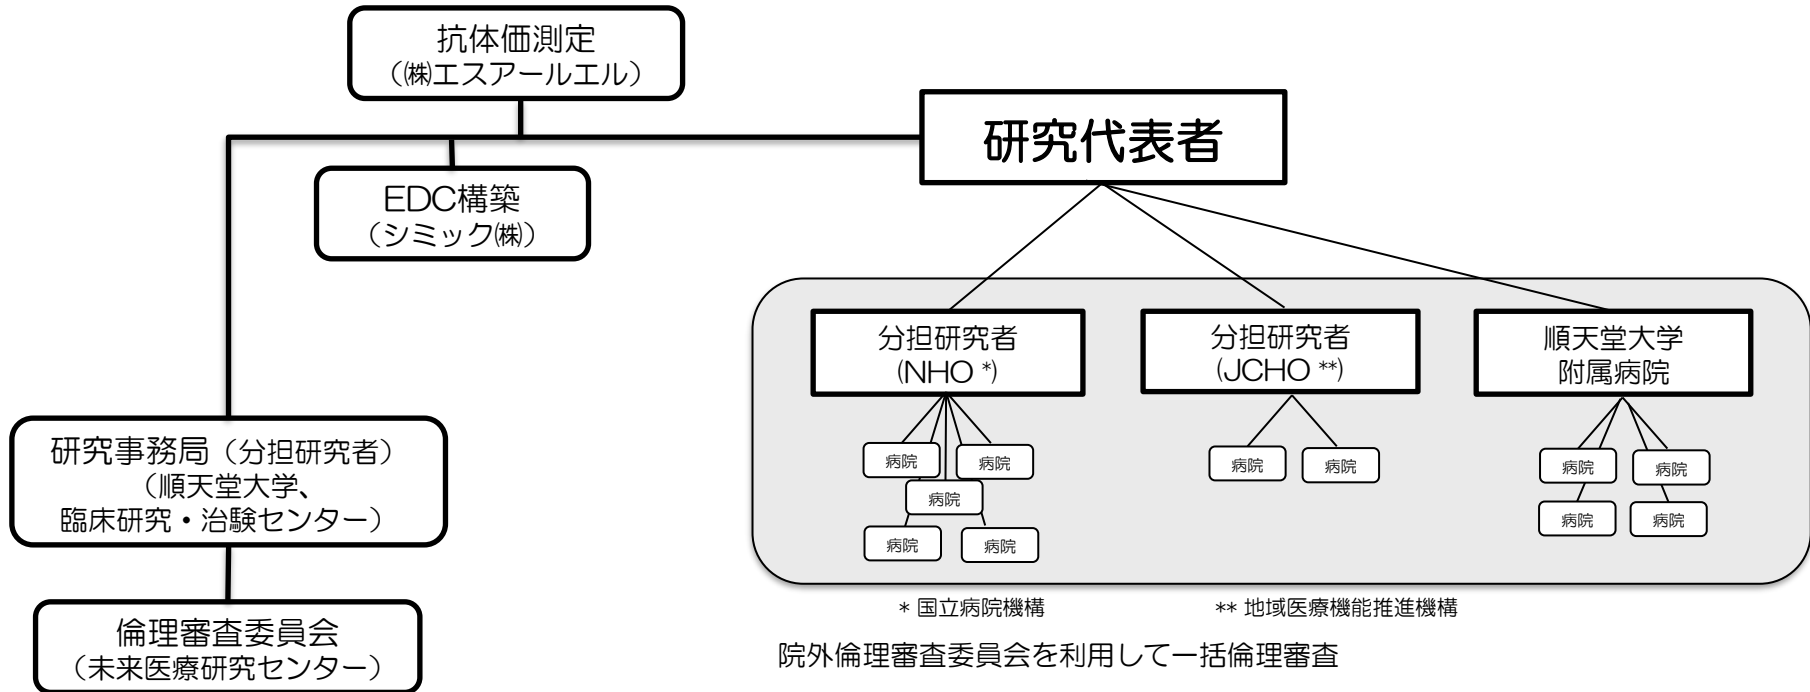 抗体価測定
（㈱エスアールエル）
研究代表者
EDC構築
（シミック㈱）
分担研究者
(NHO *)
分担研究者
(JCHO **)
順天堂大学
附属病院
病院
病院
病院
病院
病院
病院
病院
病院
病院
病院
病院
研究事務局（分担研究者）
（順天堂大学、
臨床研究・治験センター）
倫理審査委員会
（未来医療研究センター）
* 国立病院機構
** 地域医療機能推進機構
院外倫理審査委員会を利用して一括倫理審査